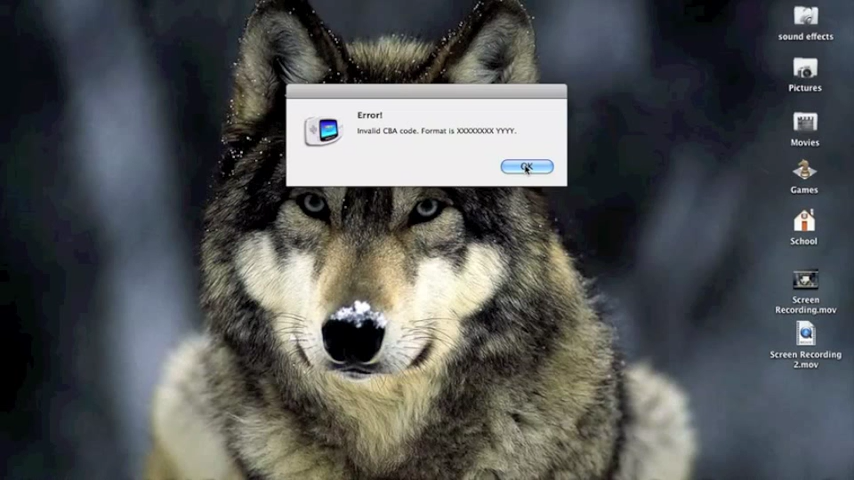 sound effects
Error!
Invalid CBA code. Format is XXXXXXXX YYYY.
OK
Pictures
Movies
Games
School
Screen
Recording.mov
Screen Recording
2.mov